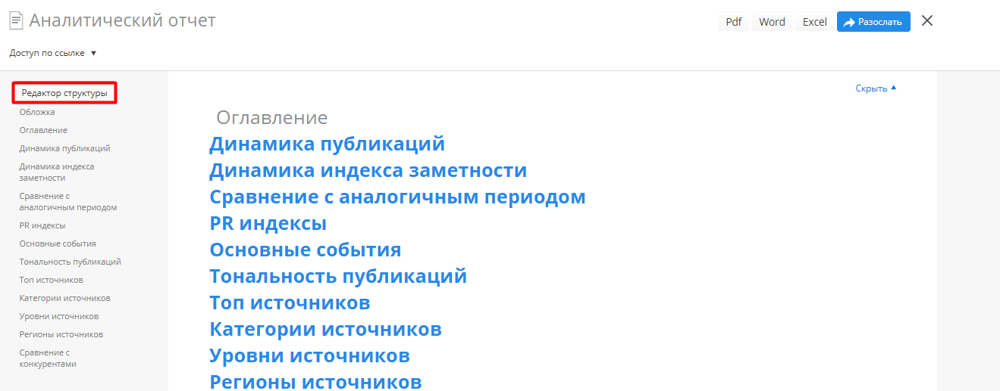 Аналитический отчет
Pdf
Word
Excel
Разослать
Доступ по ссылке
Редактор структуры
Обложка
Оглавление
Динамика публикаций
Динамика индекса
заметности
Сравнение с
аналогичным периодом
PR индексы
Основные события
Тональность публикаций
Топ источников
Категории источников
Уровни источников
Регионы источников
Сравнение с
конкурентами
Скрыть
Оглавление
Динамика публикаций
Динамика индекса заметности
Сравнение с аналогичным периодом
PR индексы
Основные события
Тональность публикаций
Топ источников
Категории источников
Уровни источников
Регионы источников